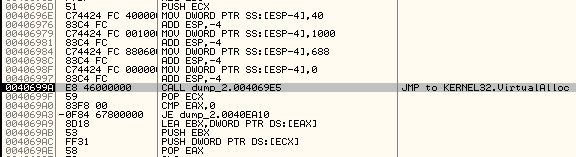 0040696D 51 PUSH ECX
0040696E C74424 FC 40000 MOV DWORD PTR SS:[ESP-4],40
00406976 83C4 FC ADD ESP,-4
00406979 C74424 FC 00100 MOV DWORD PTR SS:[ESP-4],1000
00406981 83C4 FC ADD ESP,-4
00406984 C74424 FC 88060 MOV DWORD PTR SS:[ESP-4],688
0040698C 83C4 FC ADD ESP,-4
0040698F C74424 FC 00000 MOV DWORD PTR SS:[ESP-4],0
00406997 83C4 FC ADD ESP,-4
0040699A E8 46000000 CALL dump_2.004069E5 JMP to KERNEL32.VirtualAlloc
0040699F 59 POP ECX
004069A0 83F8 00 CMP EAX,0
004069A3 -0F84 67800000 JE dump_2.0040EA10
004069A9 8D18 LEA EBX,DWORD PTR DS:[EAX]
004069AB 53 PUSH EBX
004069AC FF31 PUSH DWORD PTR DS:[ECX]
004069AE 58 POP EAX